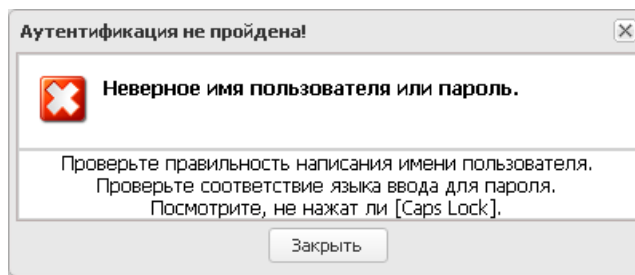 Аутентификация не пройдена!
Неверное имя пользователя или пароль.
Проверьте правильность написания имени пользователя.
Проверьте соответствие языка ввода для пароля.
Посмотрите, не нажат ли [Caps Lock].
Закрыть